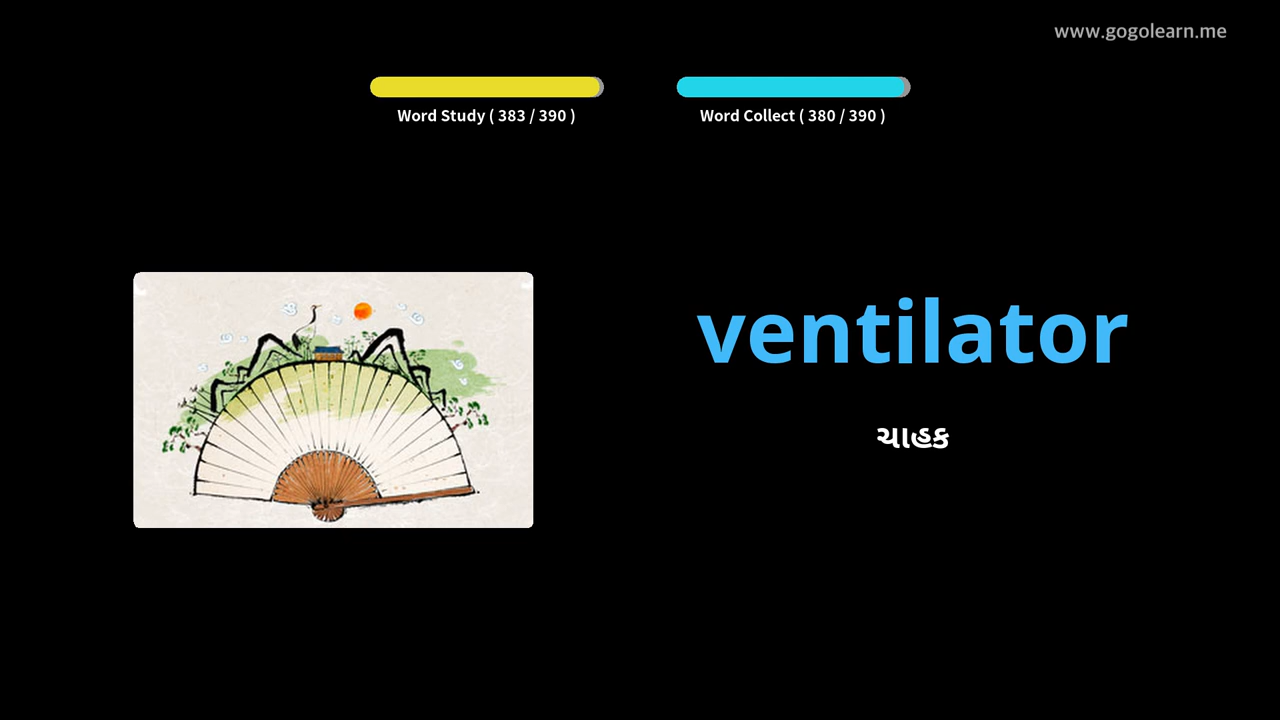 www.gogolearn.me
Word Study ( 383 / 390 )
Word Collect ( 380 / 390 )
ventilator
ચાહક